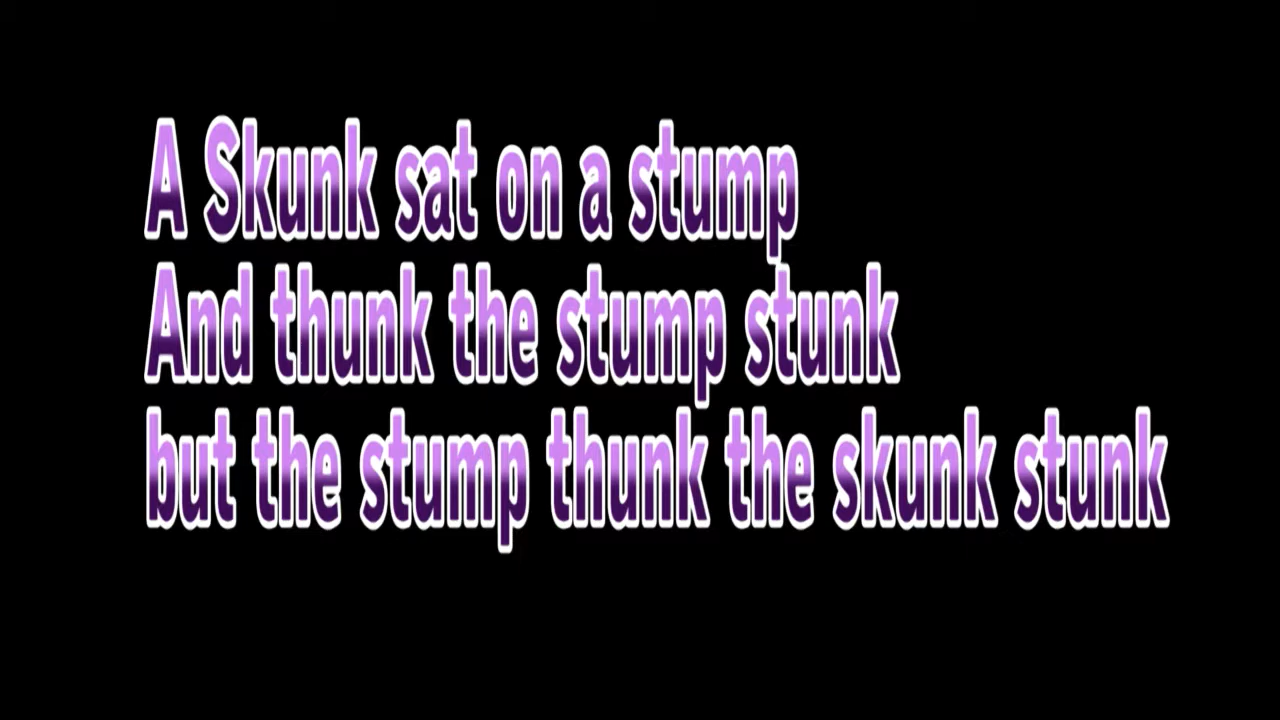 A Skunk sat on a stump
And thunk the stump stunk
but the stump thunk the skunk stunk